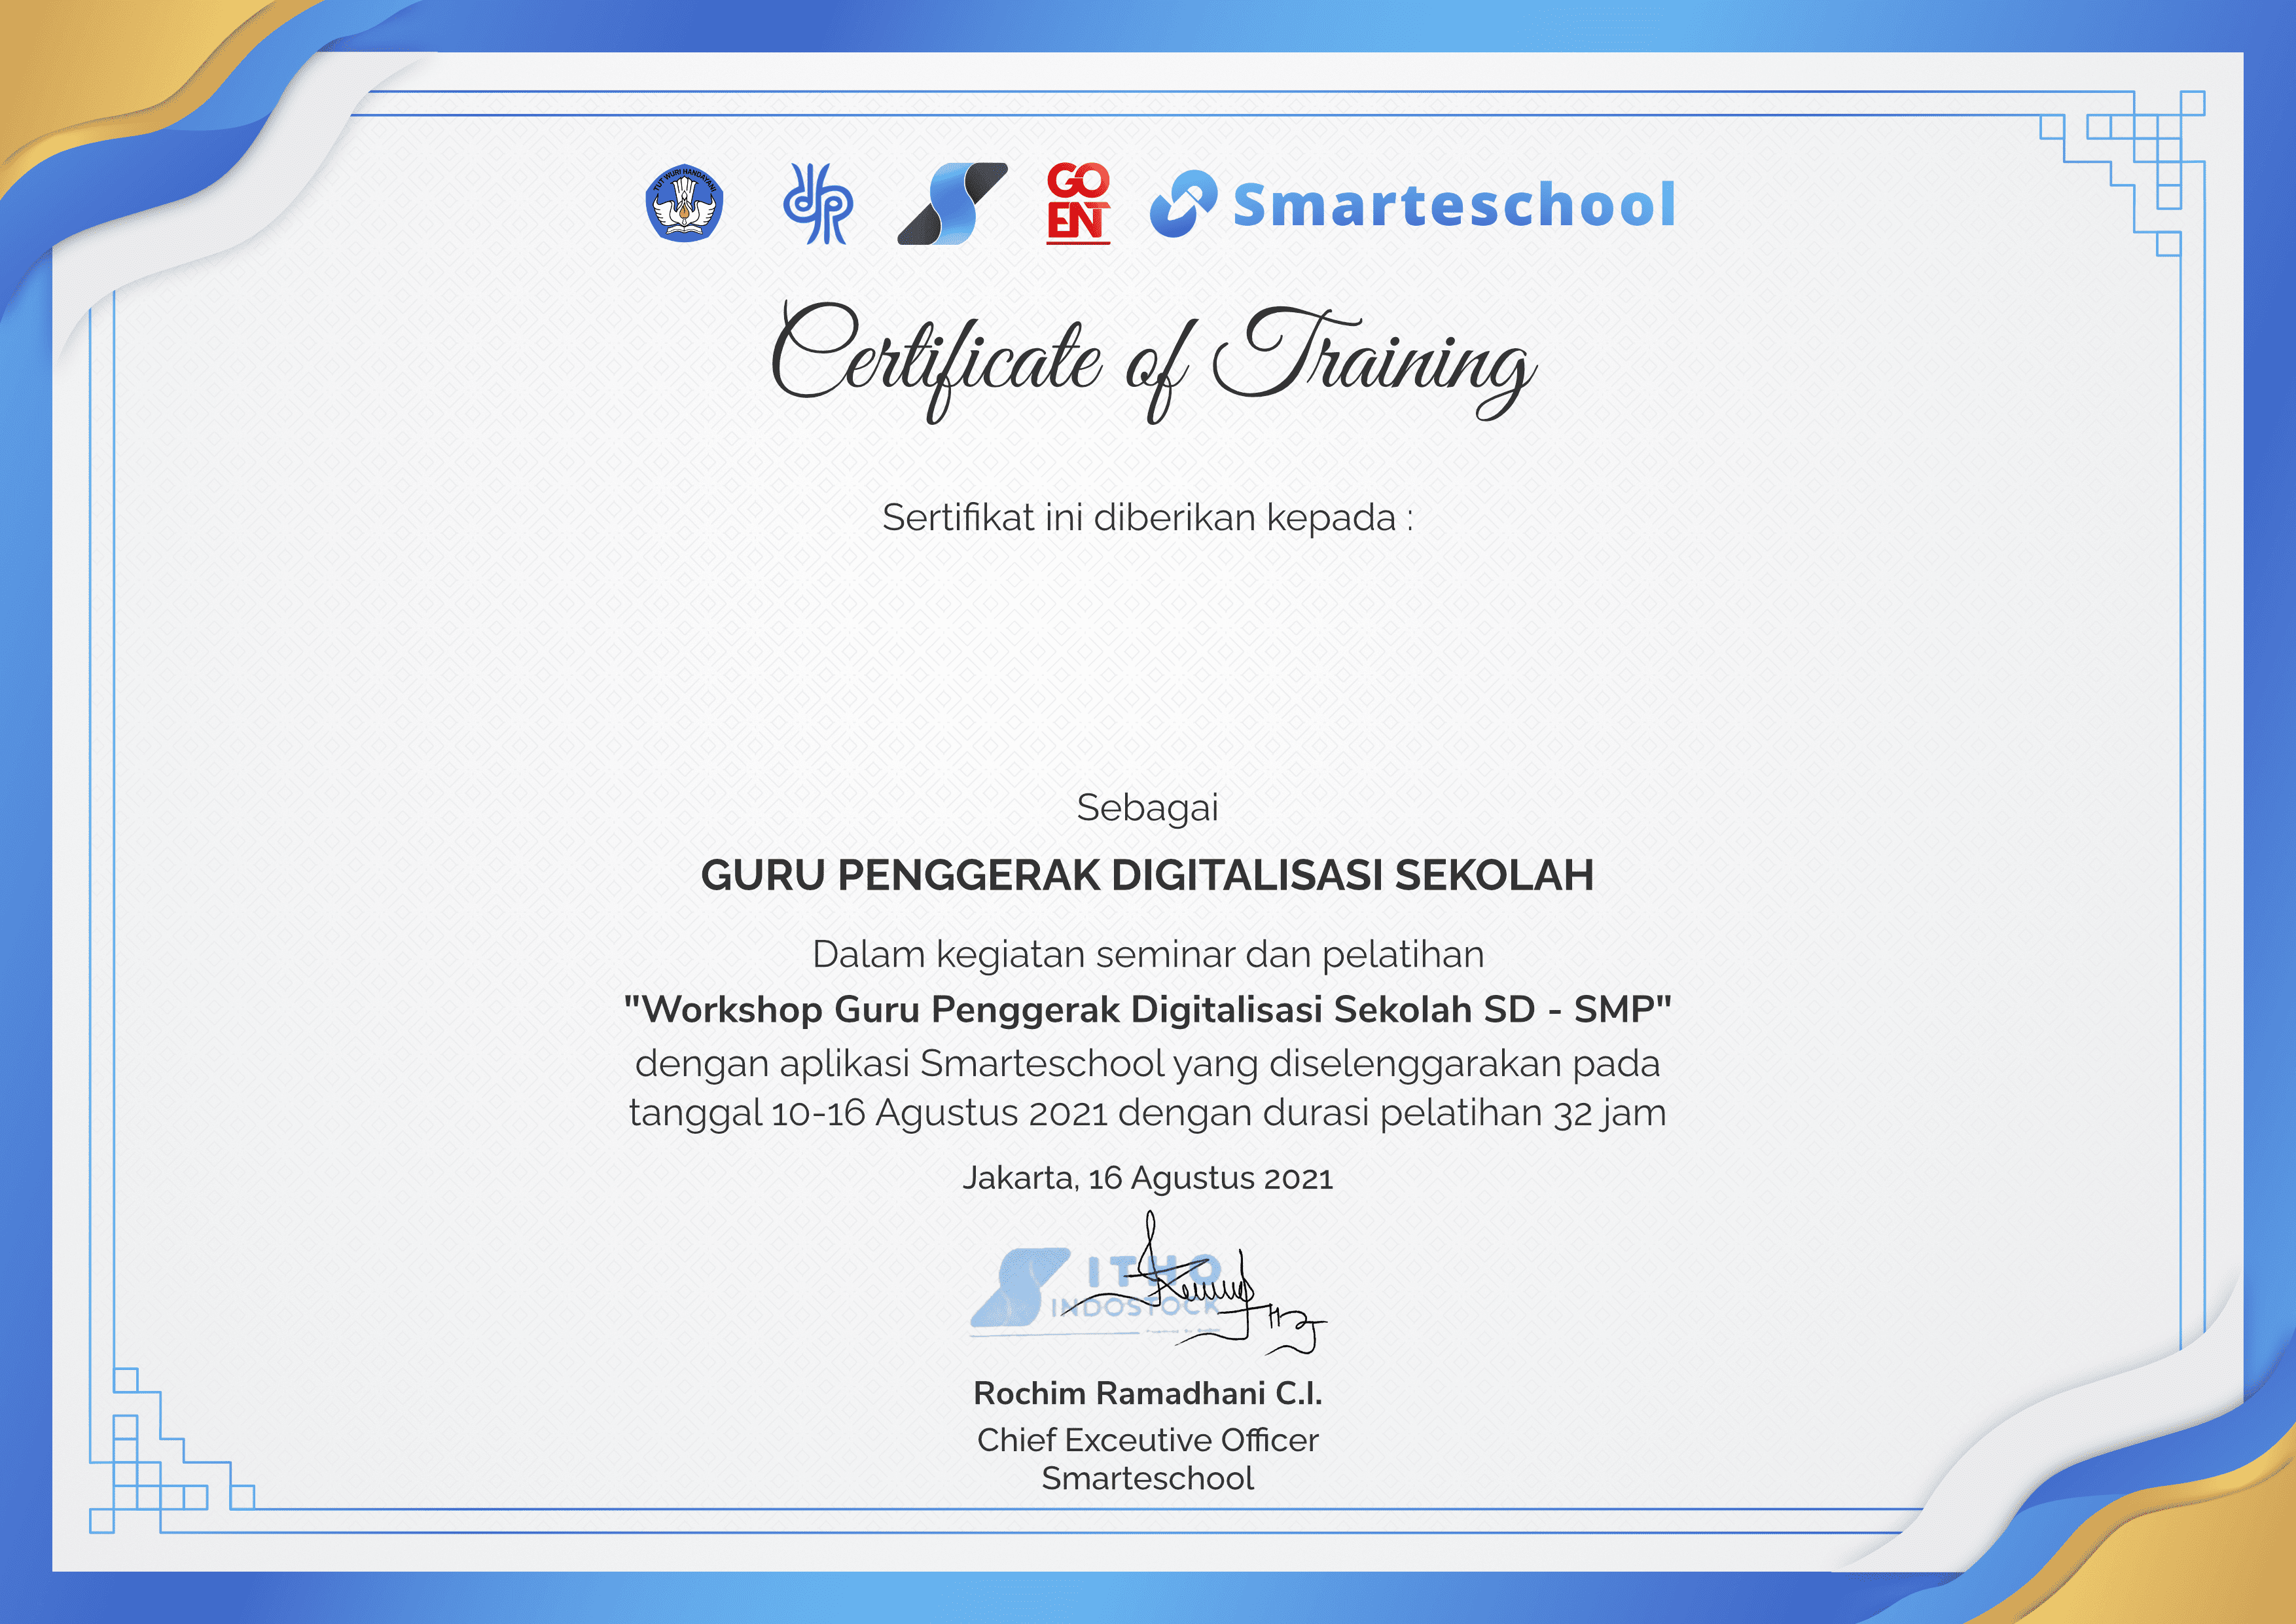 TUT WURI HANDAYANI
GO
ENT
Smarteschool
Certificate of Training
Sertifikat ini diberikan kepada :
Sebagai
GURU PENGGERAK DIGITALISASI SEKOLAH
Dalam kegiatan seminar dan pelatihan
"Workshop Guru Penggerak Digitalisasi Sekolah SD - SMP"
dengan aplikasi Smarteschool yang diselenggarakan pada
tanggal 10-16 Agustus 2021 dengan durasi pelatihan 32 jam
Jakarta, 16 Agustus 2021
ITHO
INDOSTOCK
Rochim Ramadhani C.I.
Chief Exceutive Officer
Smarteschool